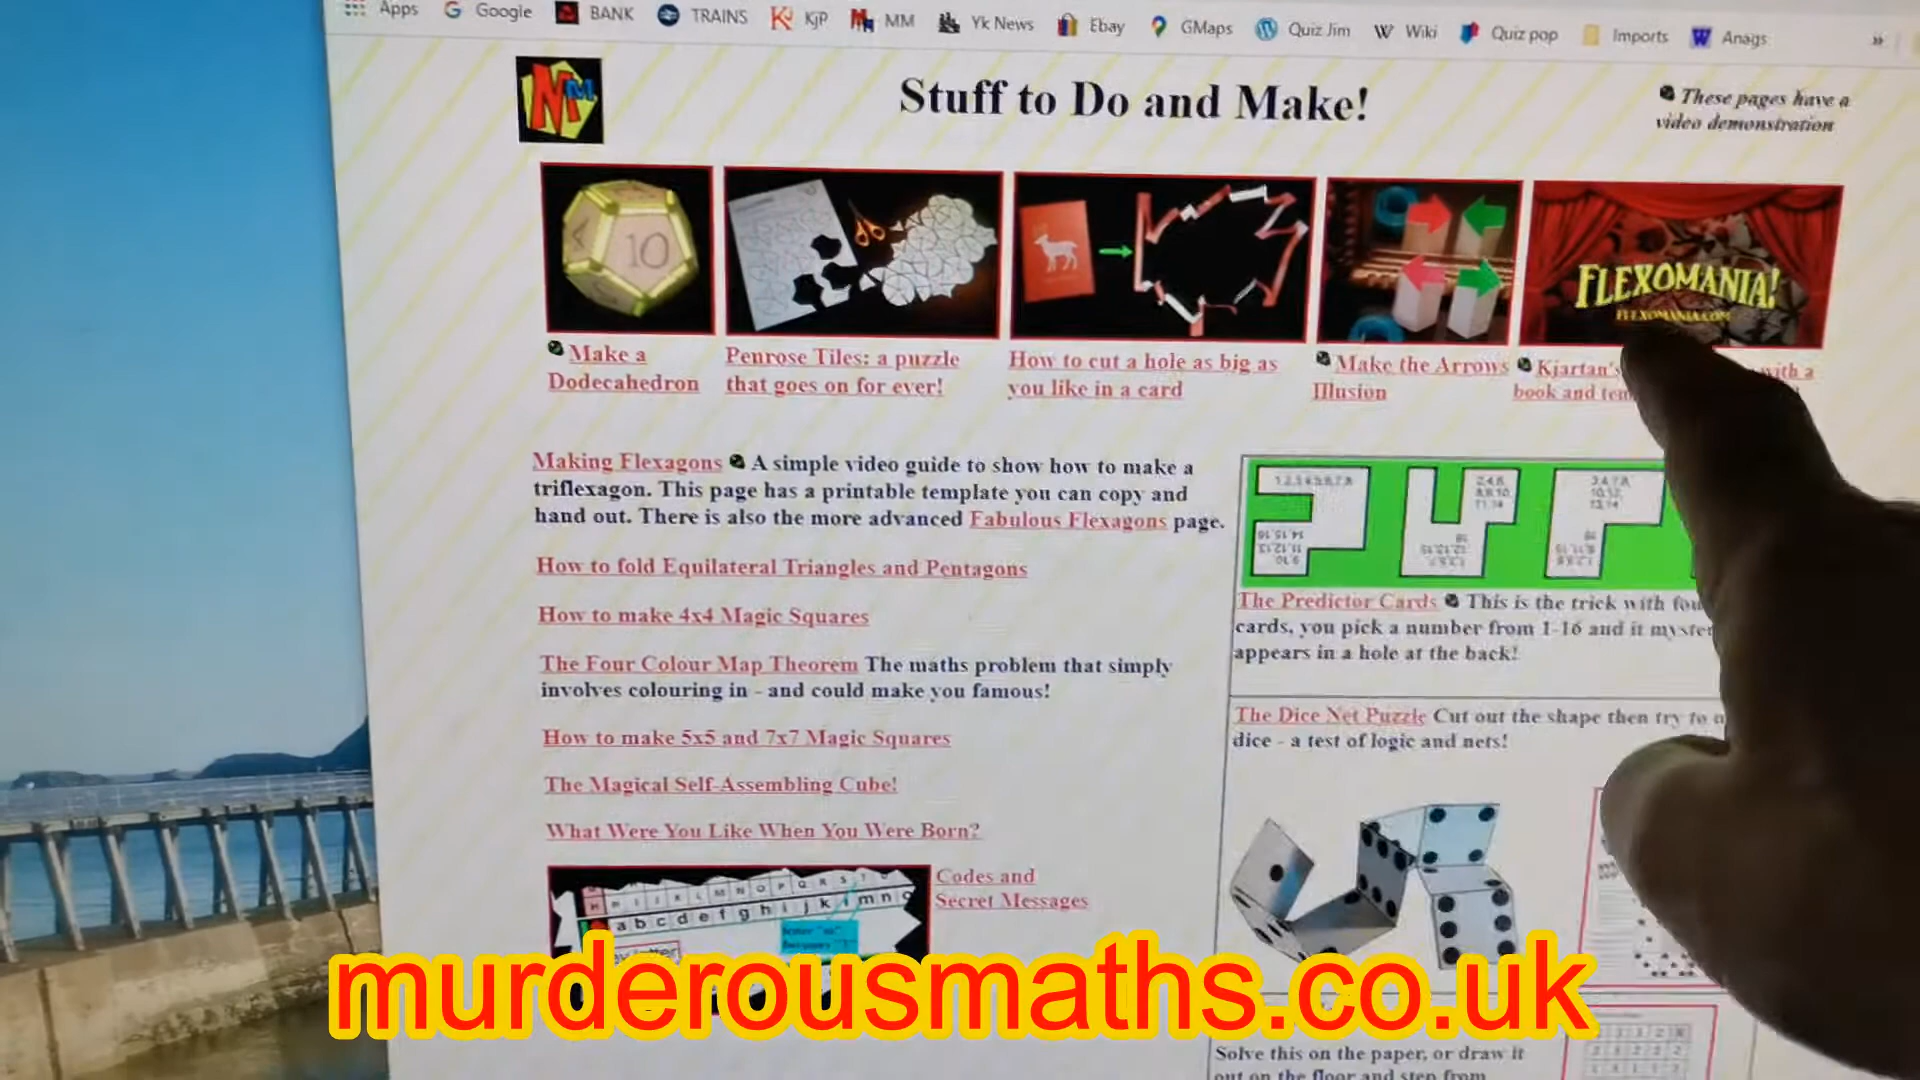 Apps Google BANK TRAINS KjP MM Yk News Ebay GMaps Quiz Jim Wiki Quiz pop Imports Anags »
Stuff to Do and Make!
These pages have a
video demonstration
10
FLEXOMANIA!
FLEXOMANIA.COM
Make a
Dodecahedron
Penrose Tiles: a puzzle
that goes on for ever!
How to cut a hole as big as
you like in a card
Make the Arrows
Illusion
Kjartan's with a
book and
Making Flexagons A simple video guide to show how to make a
triflexagon. This page has a printable template you can copy and
hand out. There is also the more advanced Fabulous Flexagons page.
How to fold Equilateral Triangles and Pentagons
How to make 4x4 Magic Squares
The Four Colour Map Theorem The maths problem that simply
involves colouring in - and could make you famous!
How to make 5x5 and 7x7 Magic Squares
The Magical Self-Assembling Cube!
What Were You Like When You Were Born?
Codes and
Secret Messages
a b c d e f g h i j k l m n o
The Predictor Cards This is the trick with
cards, you pick a number from 1-16 and it
appears in a hole at the back!
The Dice Net Puzzle Cut out the shape then try to
dice - a test of logic and nets!
murderousmaths.co.uk
Solve this on the paper, or draw it
out on the floor and step from